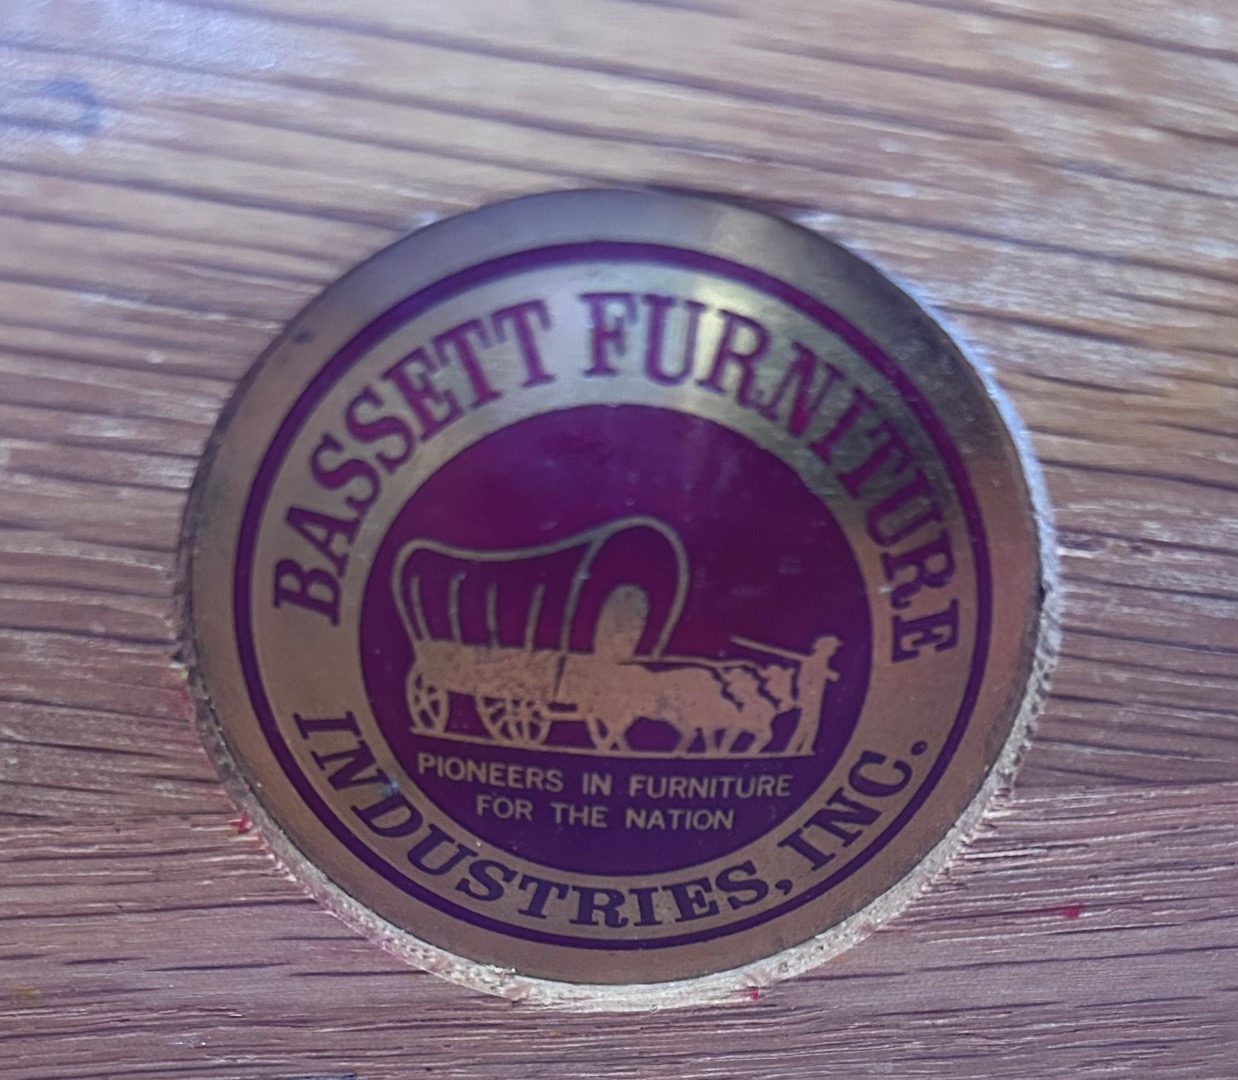 BASSETT FURNITURE
INDUSTRIES, INC.
PIONEERS IN FURNITURE
FOR THE NATION